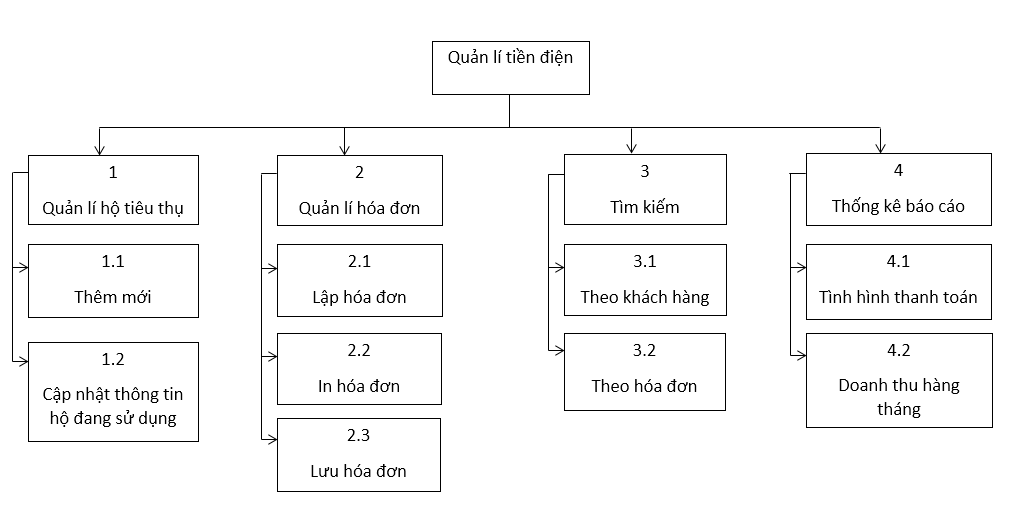 Quản lí tiền điện
1
Quản lí hộ tiêu thụ
1.1
Thêm mới
1.2
Cập nhật thông tin
hộ đang sử dụng
2
Quản lí hóa đơn
2.1
Lập hóa đơn
2.2
In hóa đơn
2.3
Lưu hóa đơn
3
Tìm kiếm
3.1
Theo khách hàng
3.2
Theo hóa đơn
4
Thống kê báo cáo
4.1
Tình hình thanh toán
4.2
Doanh thu hàng
tháng